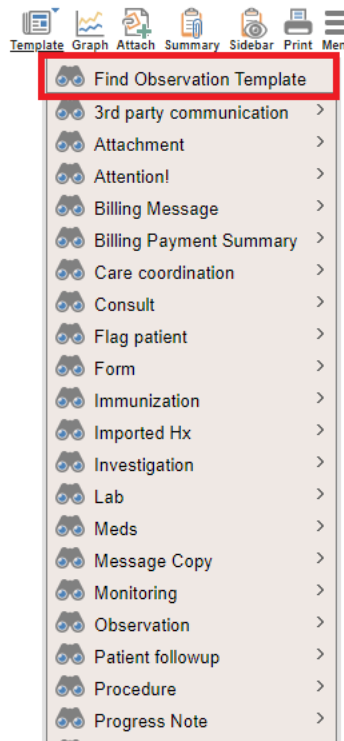 Template Graph Attach Summary Sidebar Print
Find Observation Template
3rd party communication
Attachment
Attention!
Billing Message
Billing Payment Summary
Care coordination
Consult
Flag patient
Form
Immunization
Imported Hx
Investigation
Lab
Meds
Message Copy
Monitoring
Observation
Patient followup
Procedure
Progress Note